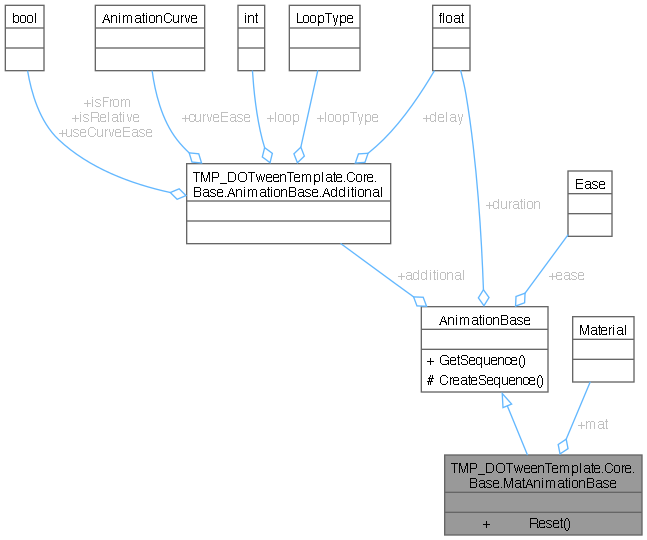 bool
AnimationCurve
int
LoopType
float
+isFrom
+isRelative
+useCurveEase
+curveEase
+loop
+loopType
+delay
TMP_DOTweenTemplate.Core.
Base.AnimationBase.Additional
Ease
+duration
+additional
+ease
AnimationBase
+ GetSequence()
# CreateSequence()
Material
+mat
TMP_DOTweenTemplate.Core.
Base.MatAnimationBase
+ Reset()